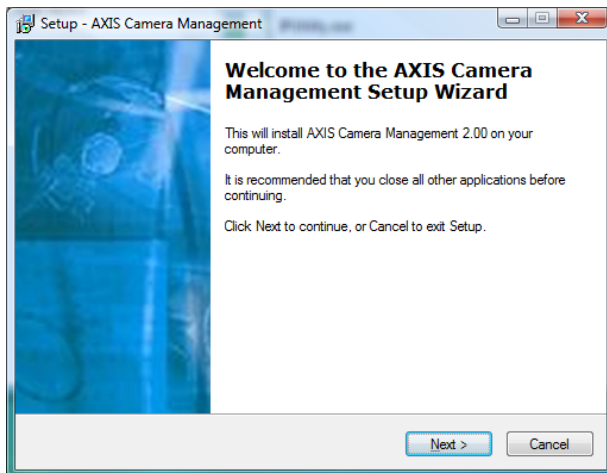 Setup - AXIS Camera Management
Welcome to the AXIS Camera
Management Setup Wizard
This will install AXIS Camera Management 2.00 on your
computer.
It is recommended that you close all other applications before
continuing.
Click Next to continue, or Cancel to exit Setup.
Next > Cancel